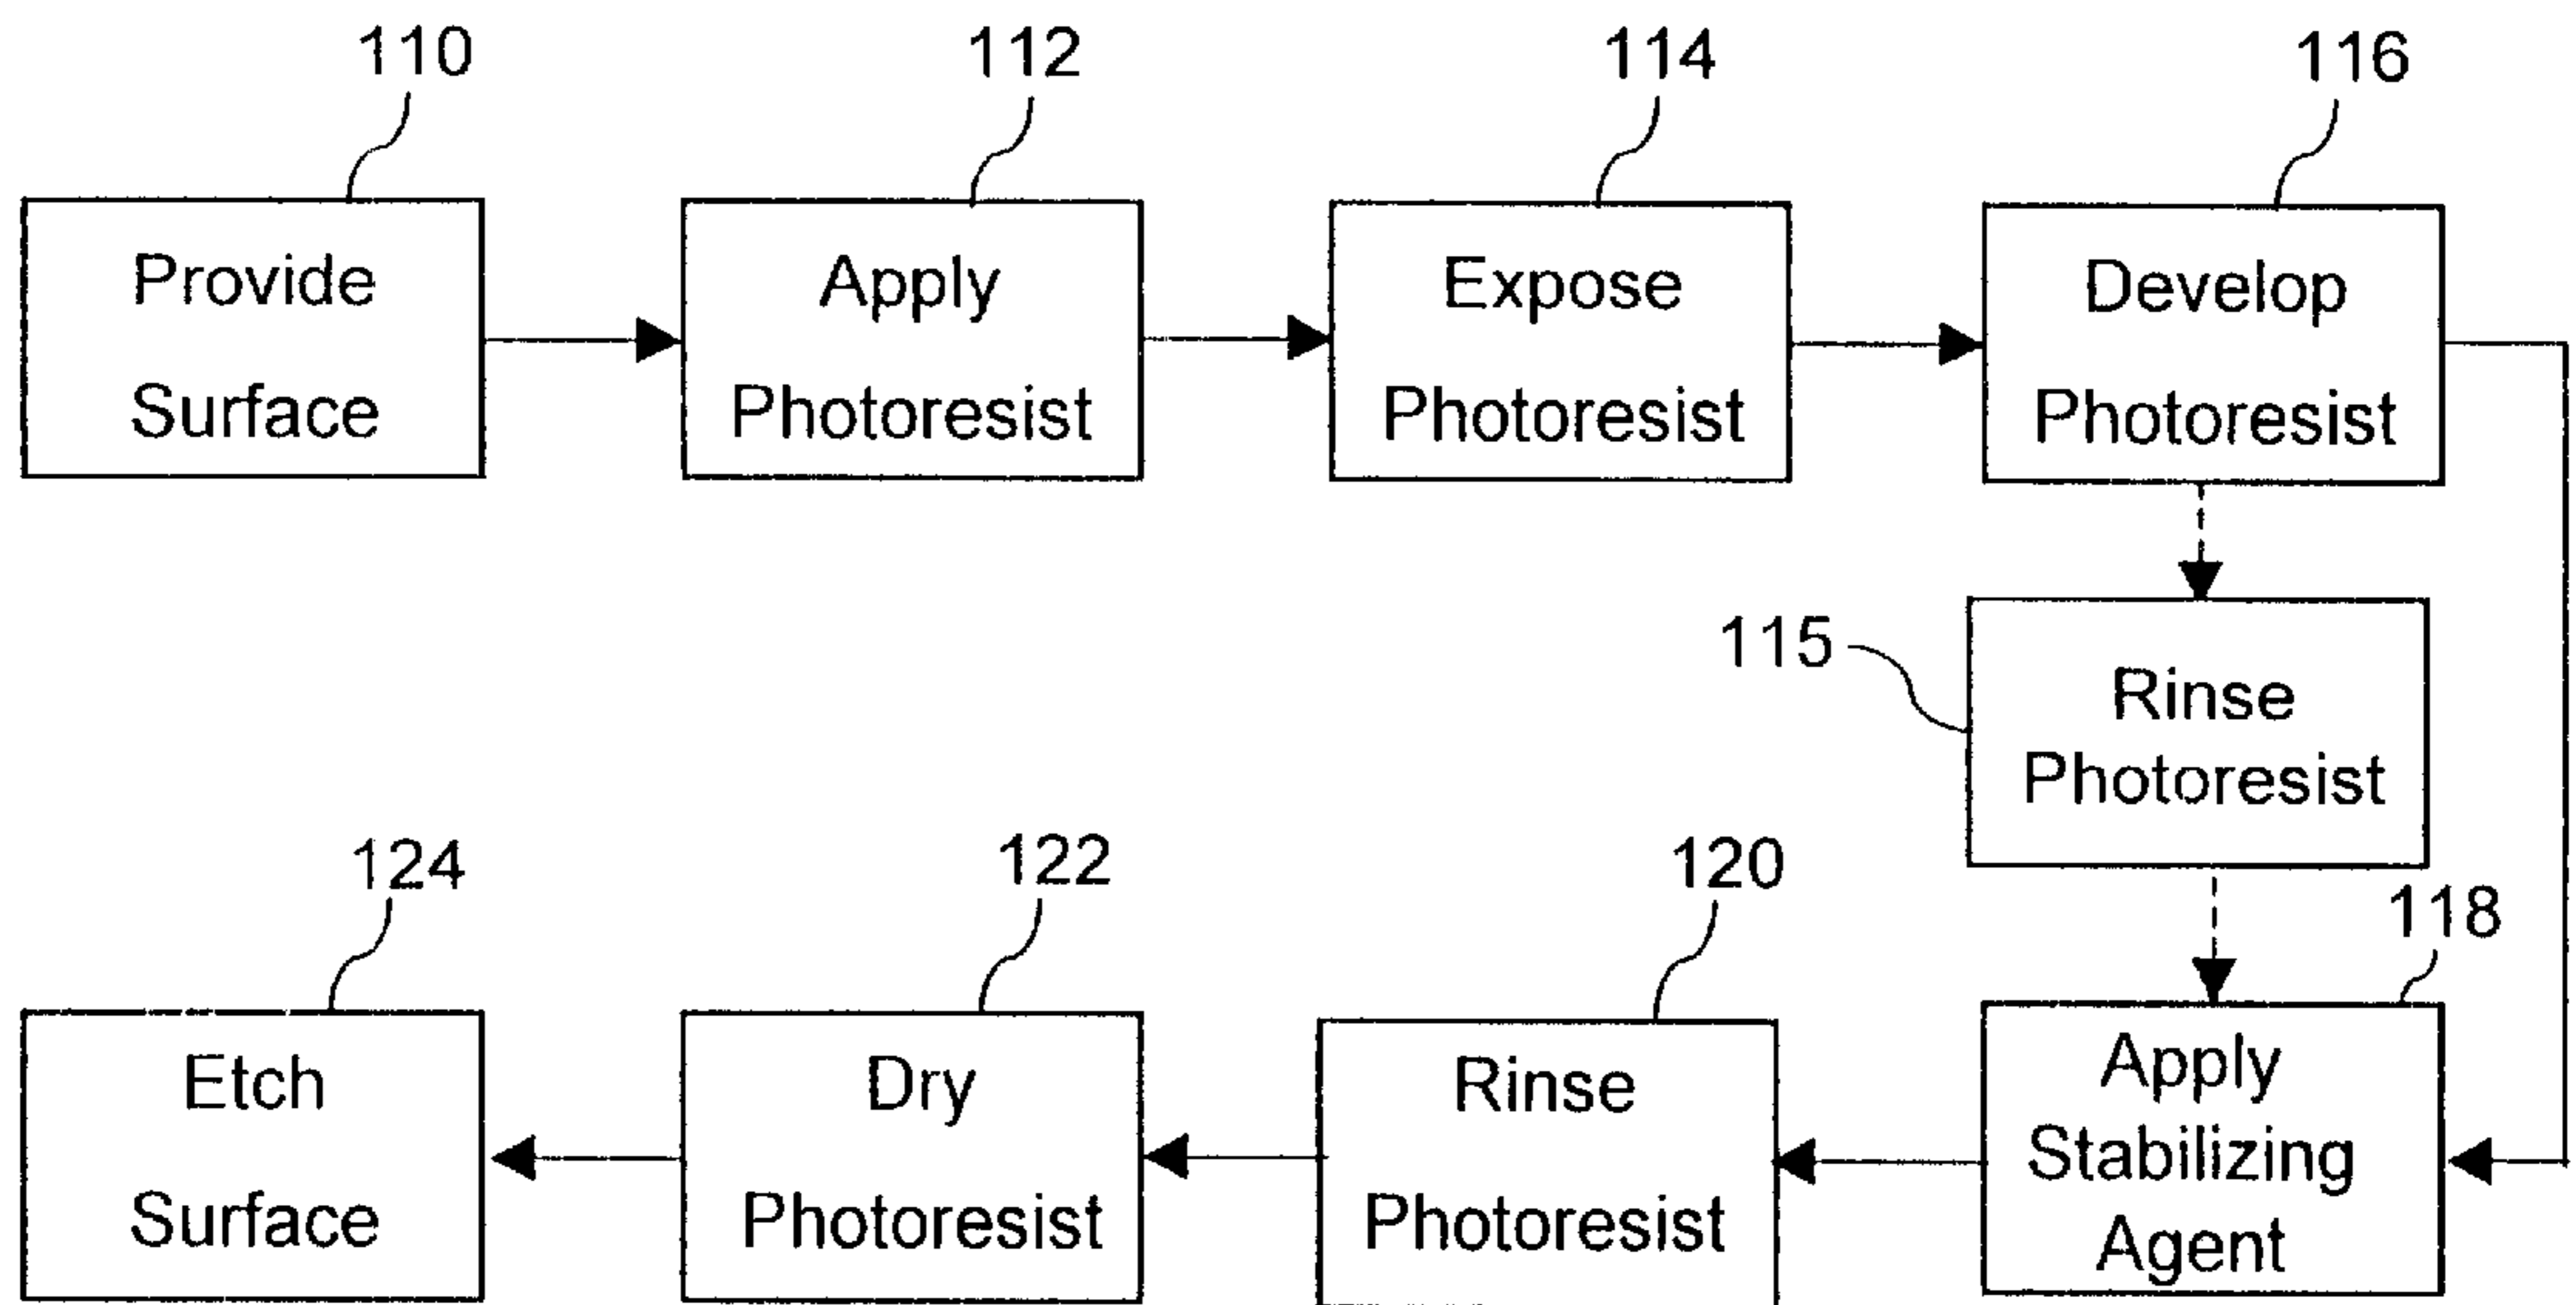 110
112
114
116
Provide
Surface
Apply
Photoresist
Expose
Photoresist
Develop
Photoresist
115
Rinse
Photoresist
118
Apply
Stabilizing
Agent
120
Rinse
Photoresist
122
Dry
Photoresist
124
Etch
Surface